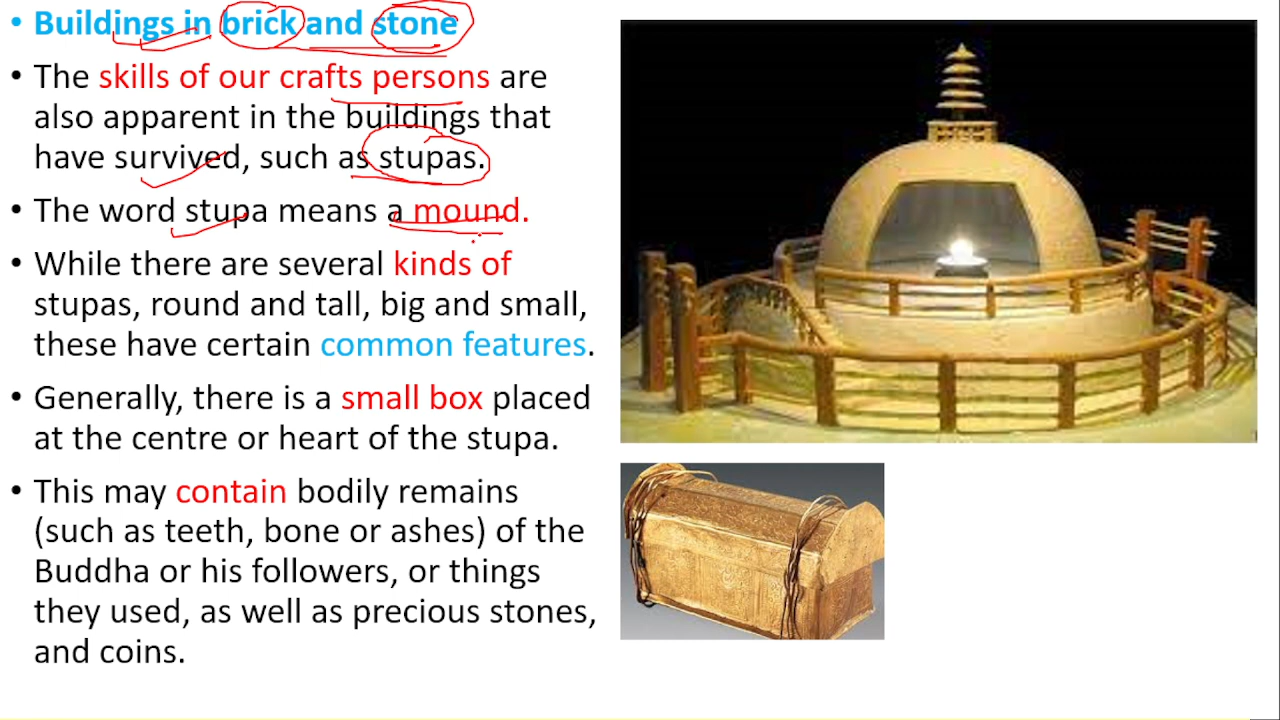 • Buildings in brick and stone
• The skills of our crafts persons are
also apparent in the buildings that
have survived, such as stupas.
• The word stupa means a mound.
• While there are several kinds of
stupas, round and tall, big and small,
these have certain common features.
• Generally, there is a small box placed
at the centre or heart of the stupa.
• This may contain bodily remains
(such as teeth, bone or ashes) of the
Buddha or his followers, or things
they used, as well as precious stones,
and coins.